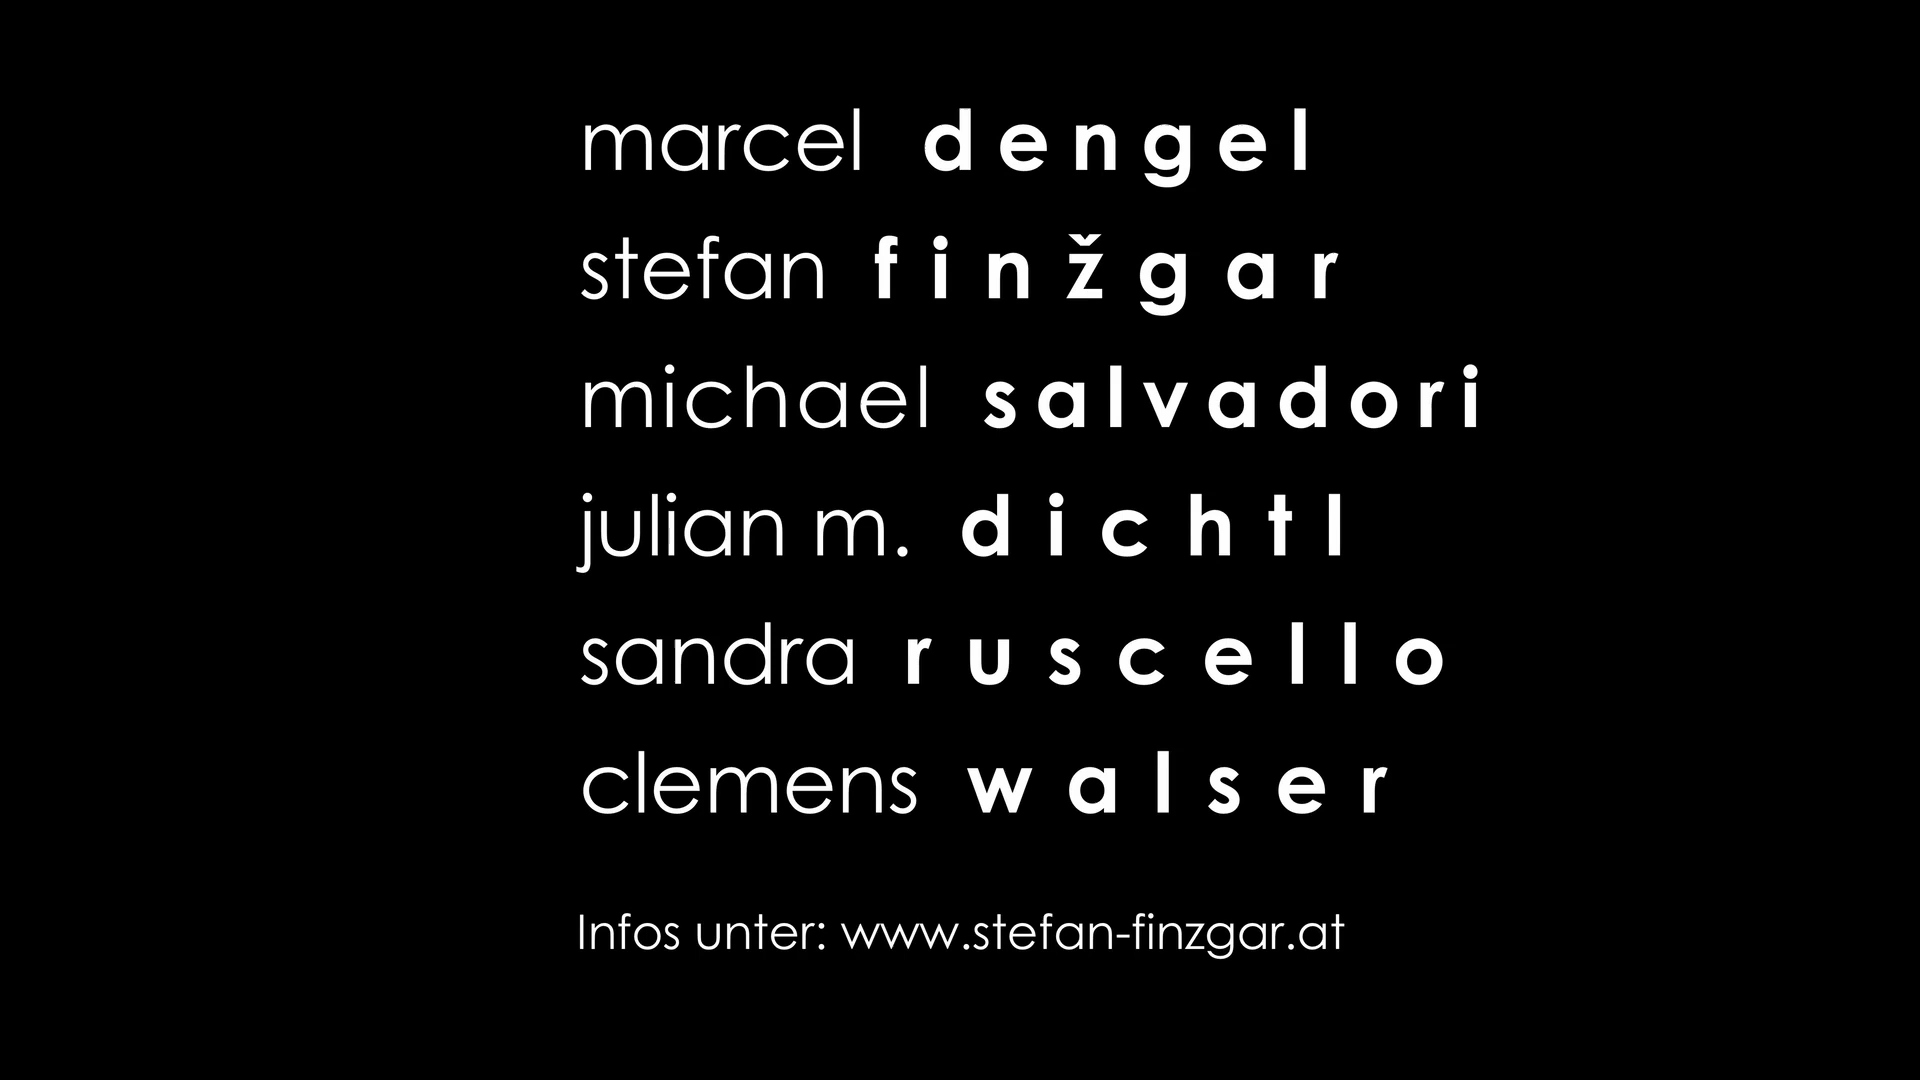 marcel dengel
stefan finžgar
michael salvadori
julian m. dichtl
sandra ruscello
clemens walser
Infos unter: www.stefan-finzgar.at